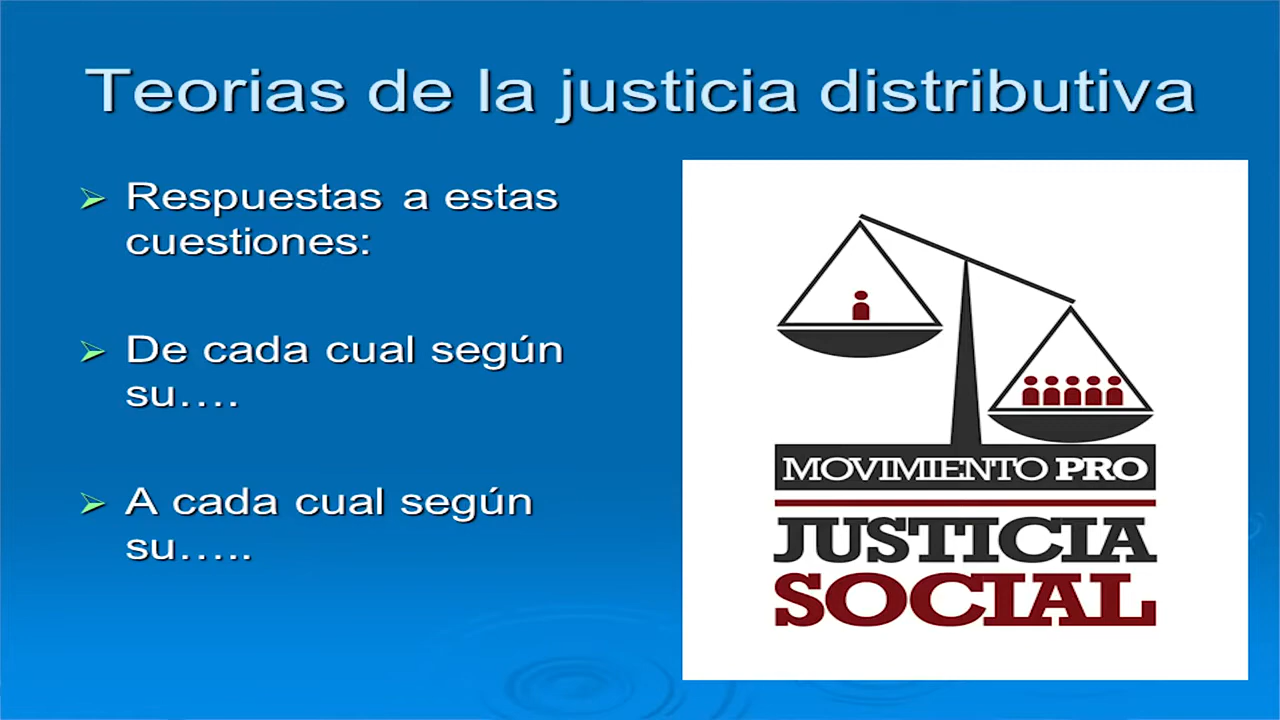 Teorias de la justicia distributiva
Respuestas a estas
cuestiones:
De cada cual según
su….
A cada cual según
su…..
MOVIMIENTO PRO
JUSTICIA
SOCIAL